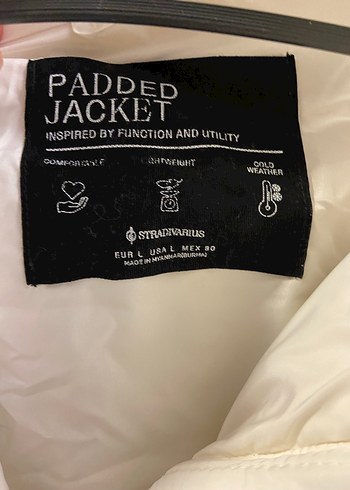 PADDED
JACKET
INSPIRED BY FUNCTION AND UTILITY
COMFORTABLE LIGHTWEIGHT COLD
WEATHER
STRADIVARIUS
EUR L USA L MEX 30
MADE IN MYANMAR(BURMA)